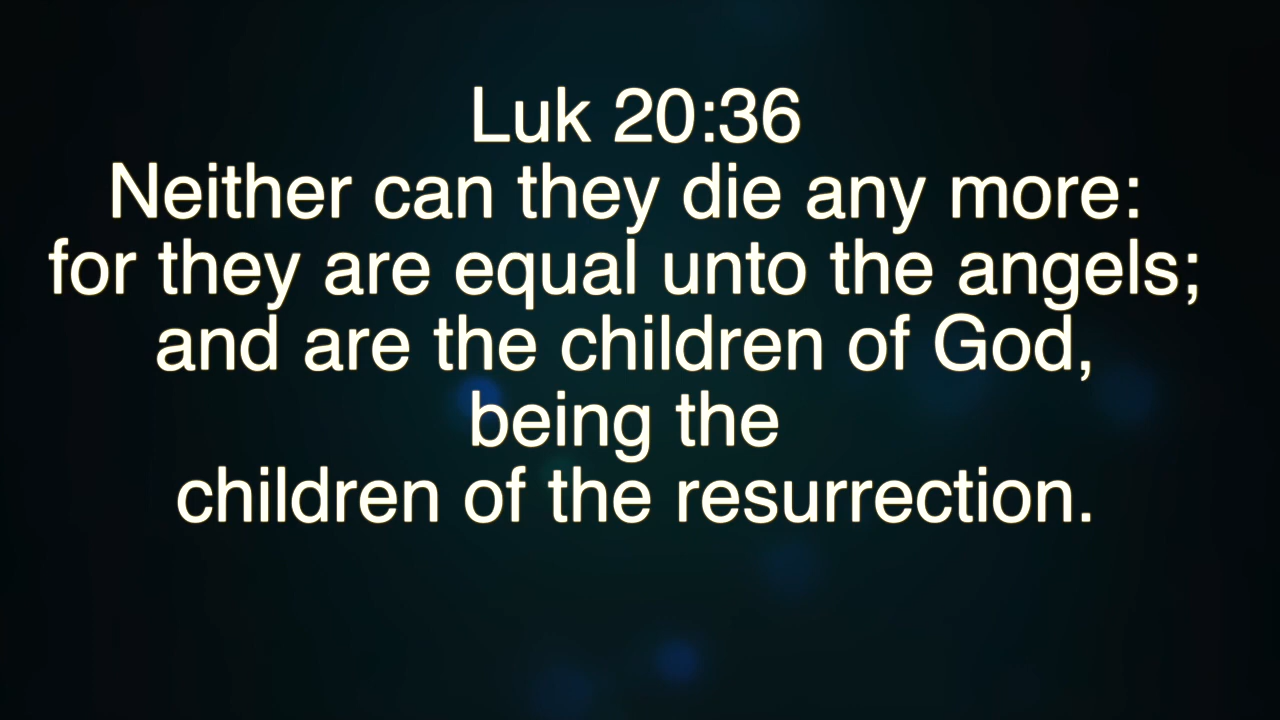 Luk 20:36
Neither can they die any more:
for they are equal unto the angels;
and are the children of God,
being the
children of the resurrection.